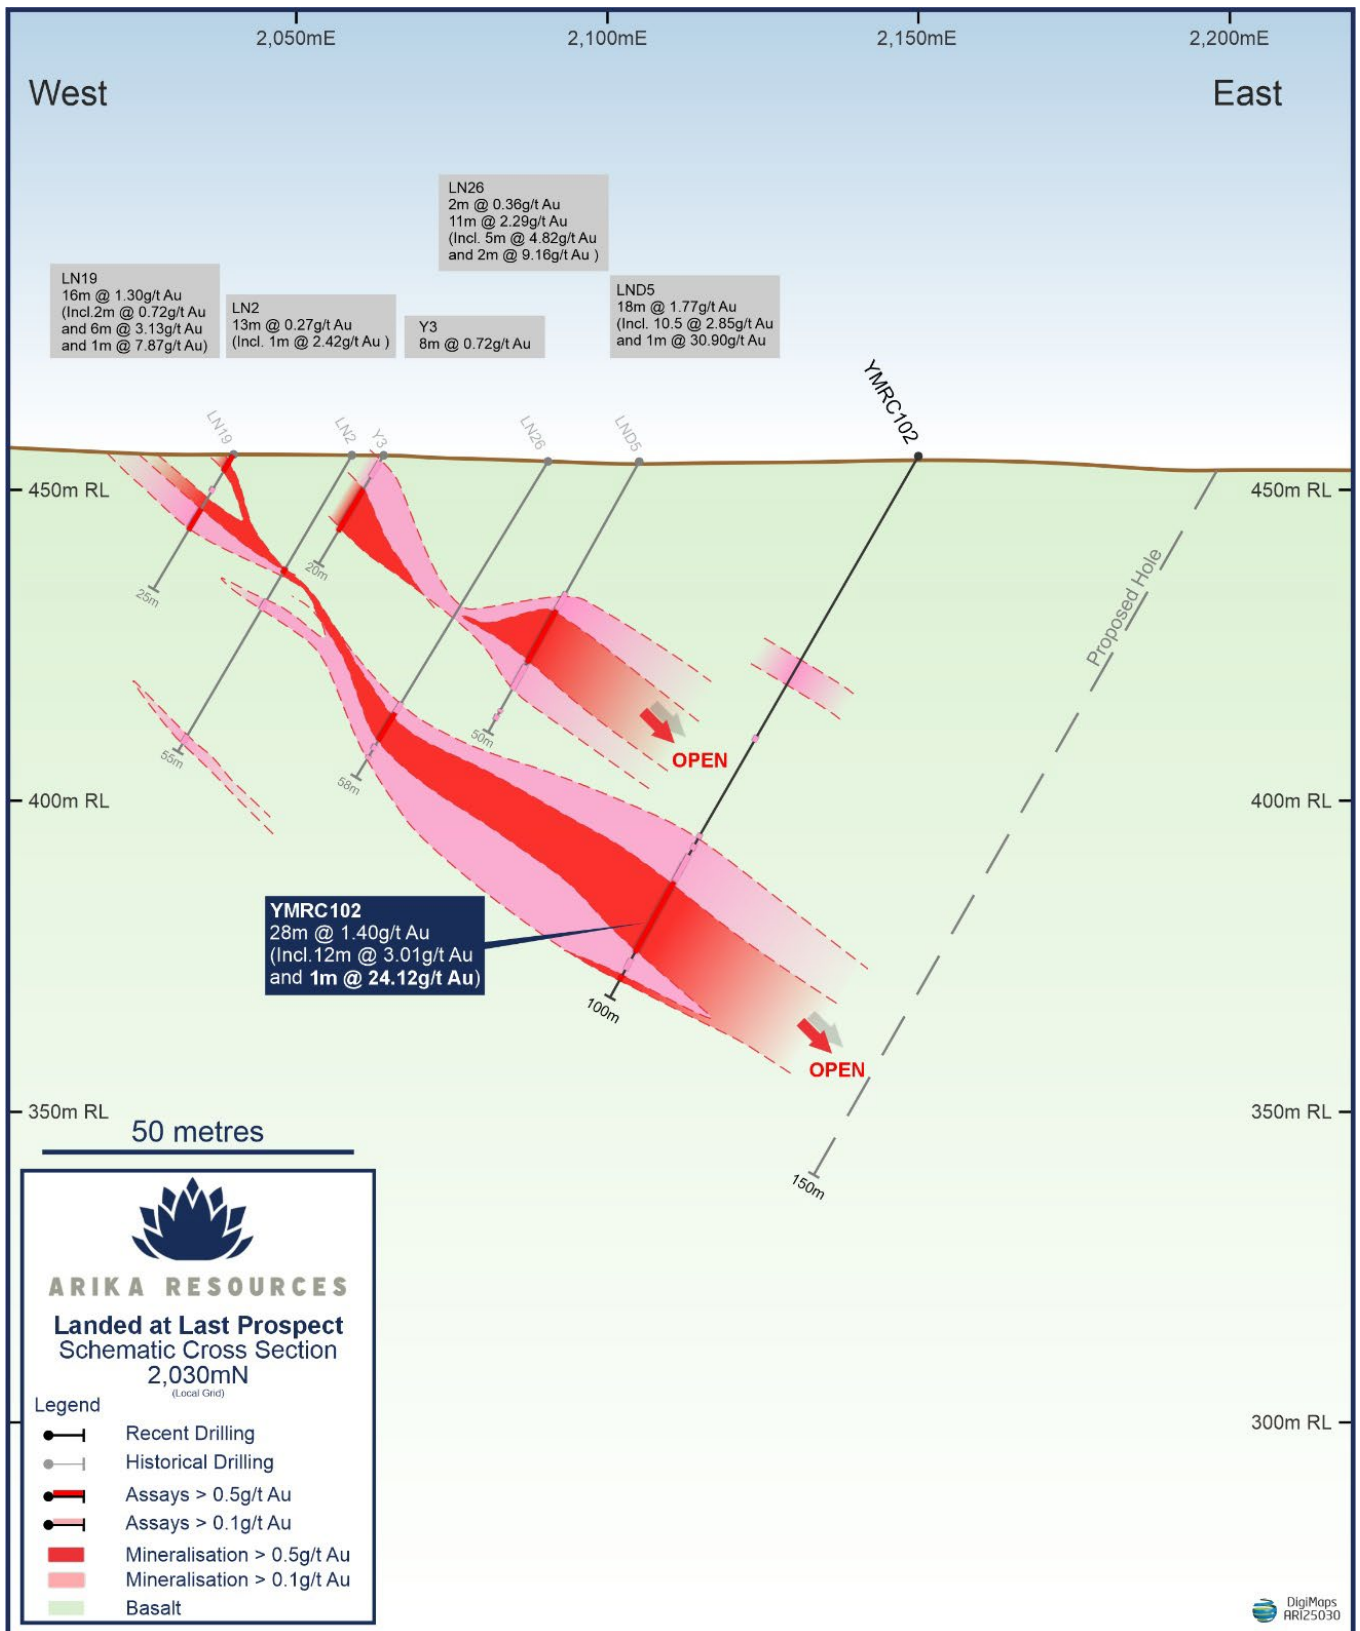 2,050mE
2,100mE
2,150mE
2,200mE
West
East
LN26
2m @ 0.36g/t Au
11m @ 2.29g/t Au
(Incl. 5m @ 4.82g/t Au
and 2m @ 9.16g/t Au )
LN19
16m @ 1.30g/t Au
(Incl.2m @ 0.72g/t Au
and 6m @ 3.13g/t Au
and 1m @ 7.87g/t Au)
LN2
13m @ 0.27g/t Au
(Incl. 1m @ 2.42g/t Au )
Y3
8m @ 0.72g/t Au
LND5
18m @ 1.77g/t Au
(Incl. 10.5 @ 2.85g/t Au
and 1m @ 30.90g/t Au
LN19
LN2
Y3
LN26
LND5
YMRC102
450m RL
450m RL
25m
20m
55m
58m
50m
Proposed Hole
OPEN
400m RL
400m RL
YMRC102
28m @ 1.40g/t Au
(Incl.12m @ 3.01g/t Au
and 1m @ 24.12g/t Au)
100m
OPEN
350m RL
350m RL
150m
50 metres
ARIKA RESOURCES
Landed at Last Prospect
Schematic Cross Section
2,030mN
(Local Grid)
Legend
Recent Drilling
Historical Drilling
Assays > 0.5g/t Au
Assays > 0.1g/t Au
Mineralisation > 0.5g/t Au
Mineralisation > 0.1g/t Au
Basalt
300m RL
DigiMaps
ARI25030